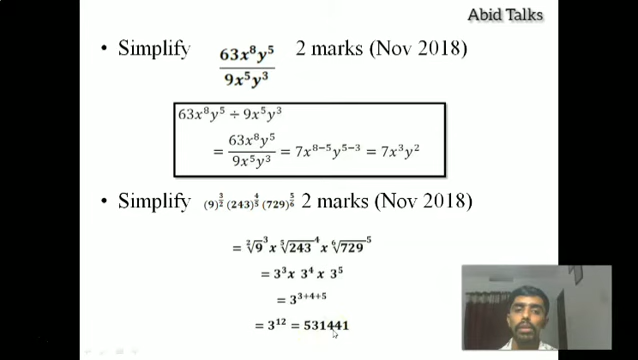 Abid Talks
• Simplify 63x⁸y⁵/9x⁵y³ 2 marks (Nov 2018)
63x⁸y⁵ ÷ 9x⁵y³
= 63x⁸y⁵/9x⁵y³ = 7x⁸⁻⁵y⁵⁻³ = 7x³y²
• Simplify (9)^(3/2) (243)^(4/5) (729)^(5/6) 2 marks (Nov 2018)
= ²√9³ x ⁵√243⁴ x ⁶√729⁵
= 3³x 3⁴ x 3⁵
= 3³⁺⁴⁺⁵
= 3¹² = 531441